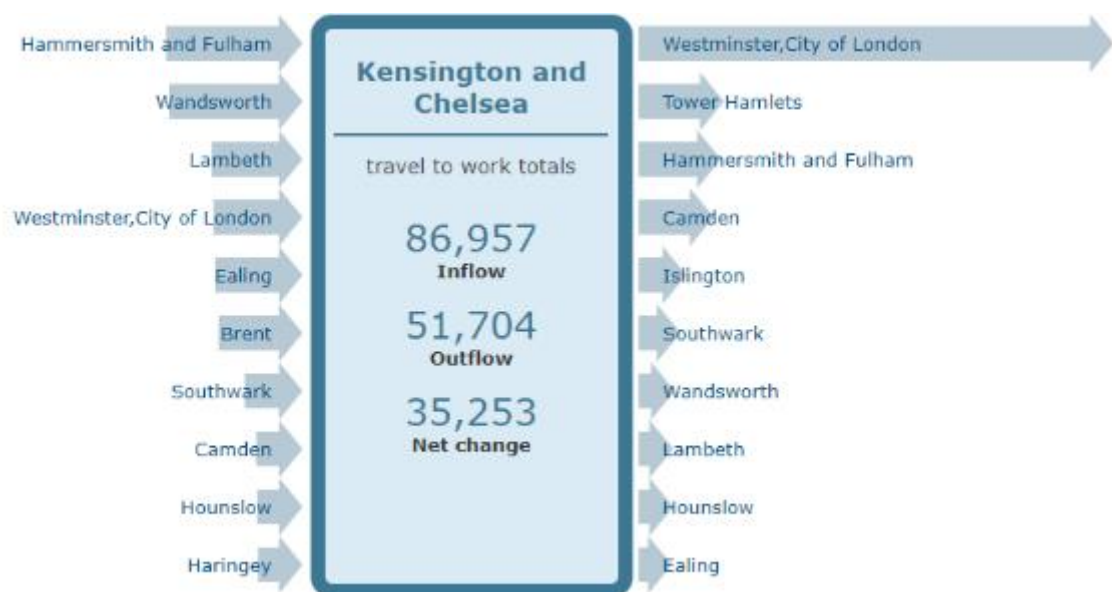 Hammersmith and Fulham
Wandsworth
Lambeth
Westminster,City of London
Ealing
Brent
Southwark
Camden
Hounslow
Haringey
Kensington and
Chelsea
travel to work totals
86,957
Inflow
51,704
Outflow
35,253
Net change
Westminster,City of London
Tower Hamlets
Hammersmith and Fulham
Camden
Islington
Southwark
Wandsworth
Lambeth
Hounslow
Ealing